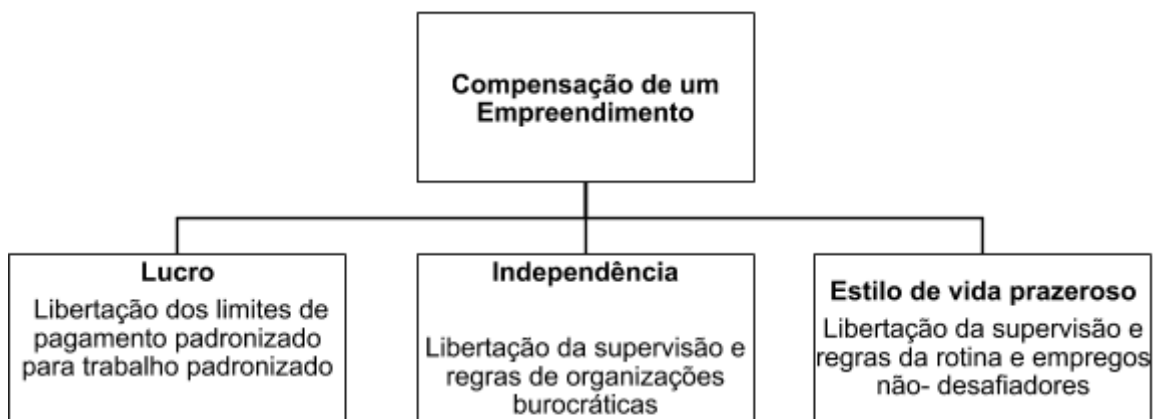 Compensação de um
Empreendimento
Lucro
Libertação dos limites de
pagamento padronizado
para trabalho padronizado
Independência
Libertação da supervisão e
regras de organizações
burocráticas
Estilo de vida prazeroso
Libertação da supervisão e
regras da rotina e empregos
não- desafiadores